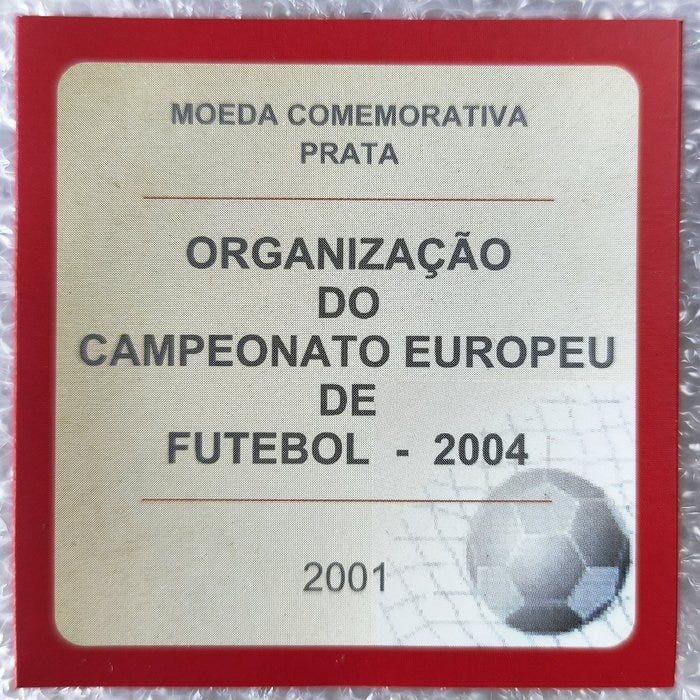 MOEDA COMEMORATIVA
PRATA
ORGANIZAÇÃO
DO
CAMPEONATO EUROPEU
DE
FUTEBOL - 2004
2001